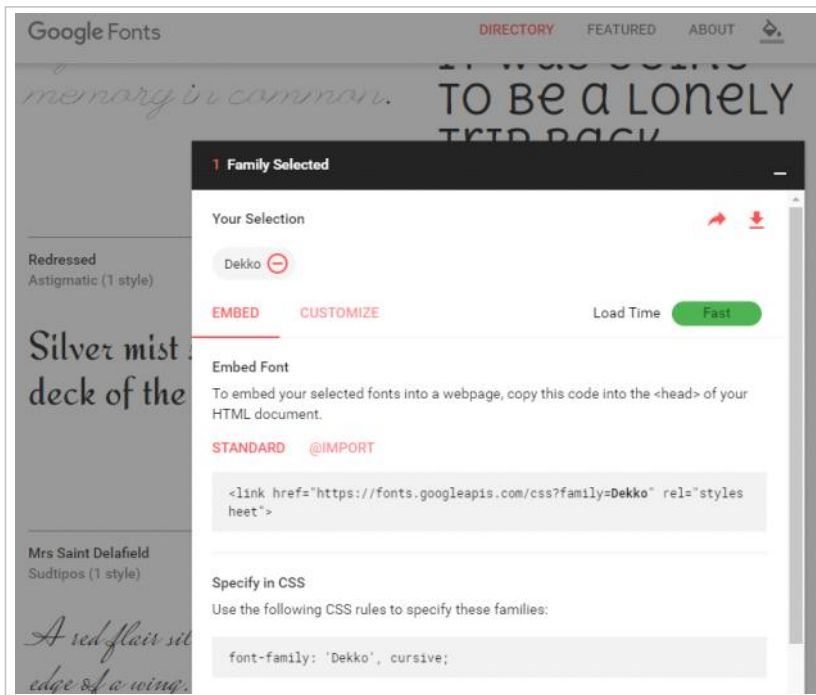 Google Fonts
DIRECTORY FEATURED ABOUT
memory in common.
TO BE A LONELY
TRIP BACK
1 Family Selected
Your Selection
Dekko
Redressed
Astigmatic (1 style)
EMBED CUSTOMIZE
Load Time Fast
Silver mist
deck of the
Embed Font
To embed your selected fonts into a webpage, copy this code into the <head> of your
HTML document.
STANDARD @IMPORT
<link href="https://fonts.googleapis.com/css?family=Dekko" rel="styles
heet">
Mrs Saint Delafield
Sudtipos (1 style)
Specify in CSS
Use the following CSS rules to specify these families:
A red flair sil
edge of a wing.
font-family: 'Dekko', cursive;